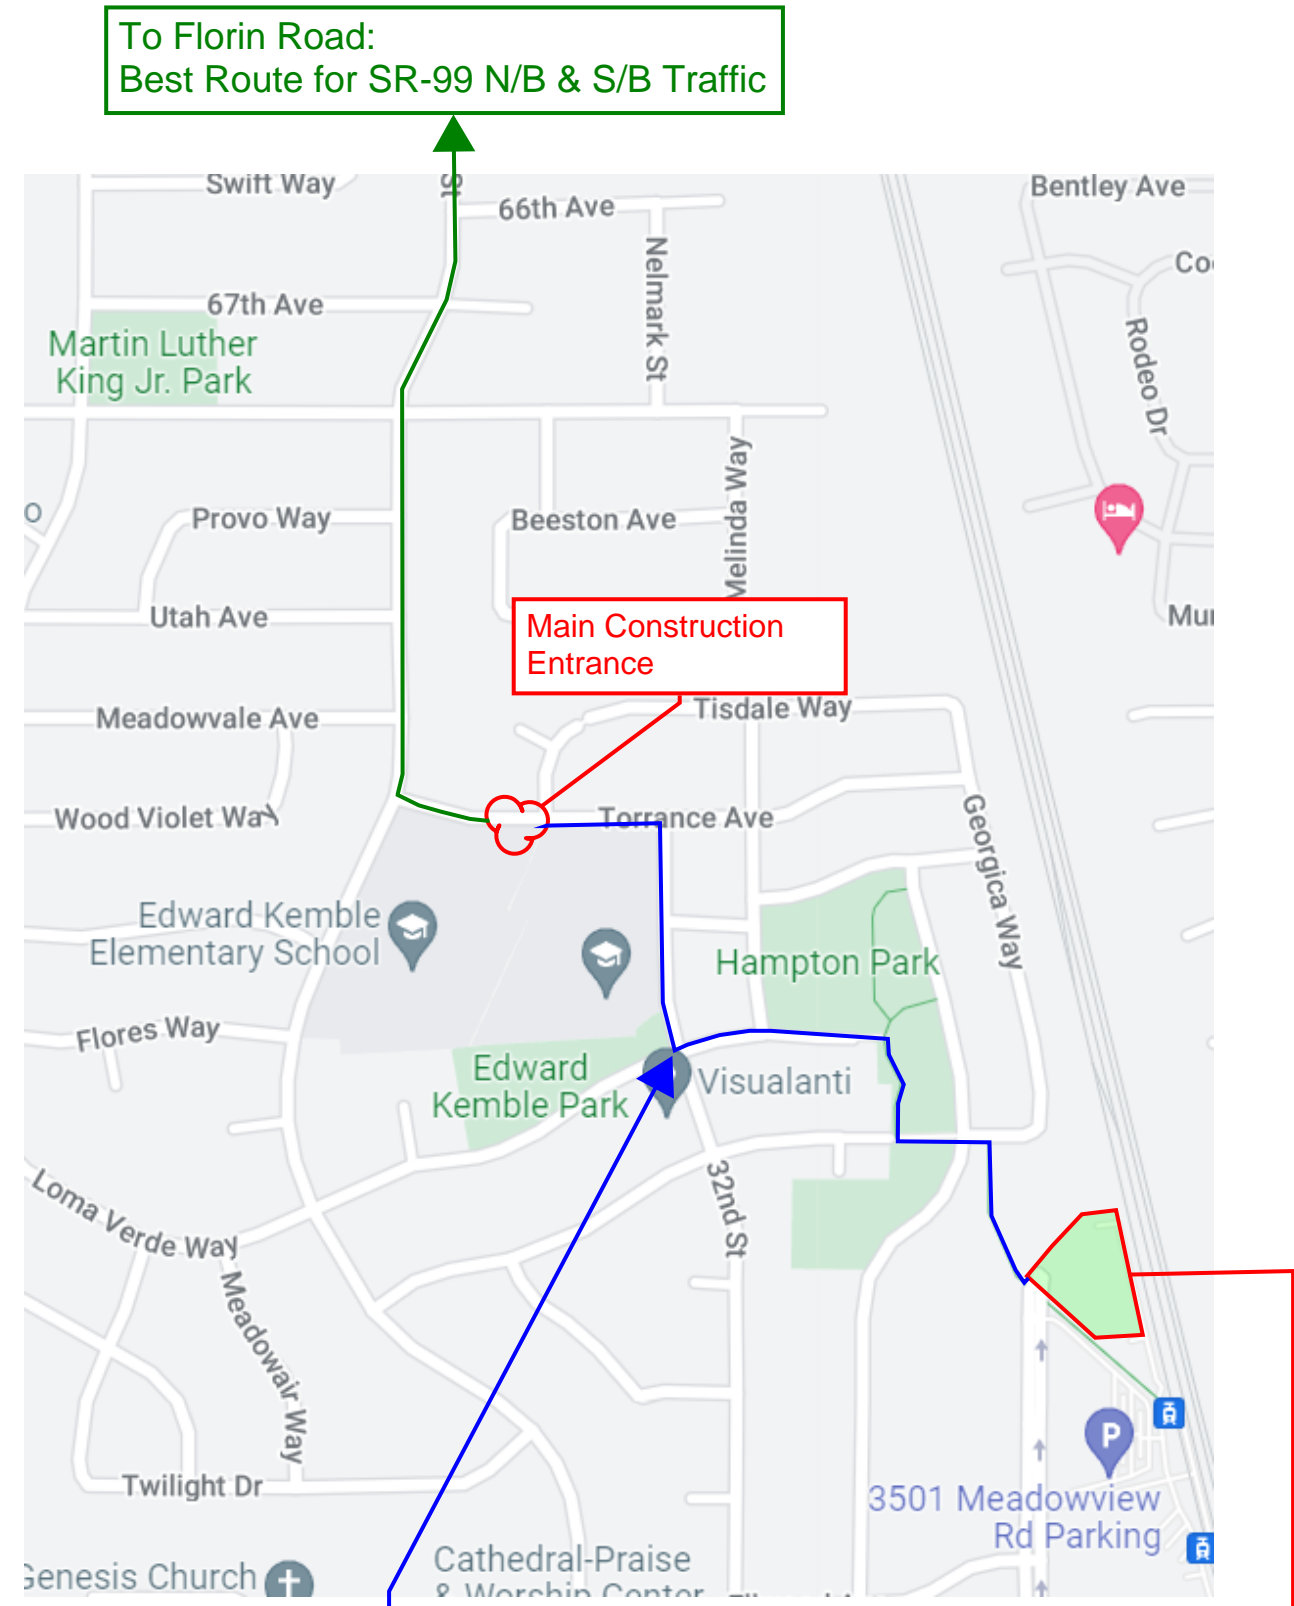 To Florin Road:
Best Route for SR-99 N/B & S/B Traffic
Swift Way
St
66th Ave
Bentley Ave
Nelmark St
67th Ave
Martin Luther
King Jr. Park
Rodeo Dr
Melinda Way
Provo Way
Beeston Ave
Utah Ave
Main Construction
Entrance
Meadowvale Ave
Tisdale Way
Wood Violet Way
Torrance Ave
Georgica Way
Edward Kemble
Elementary School
Hampton Park
Flores Way
Edward
Kemble Park
Visualanti
Loma Verde Way
32nd St
Meadowair Way
Twilight Dr
P
3501 Meadowview
Rd Parking
Genesis Church
Cathedral-Praise
& Worship Center